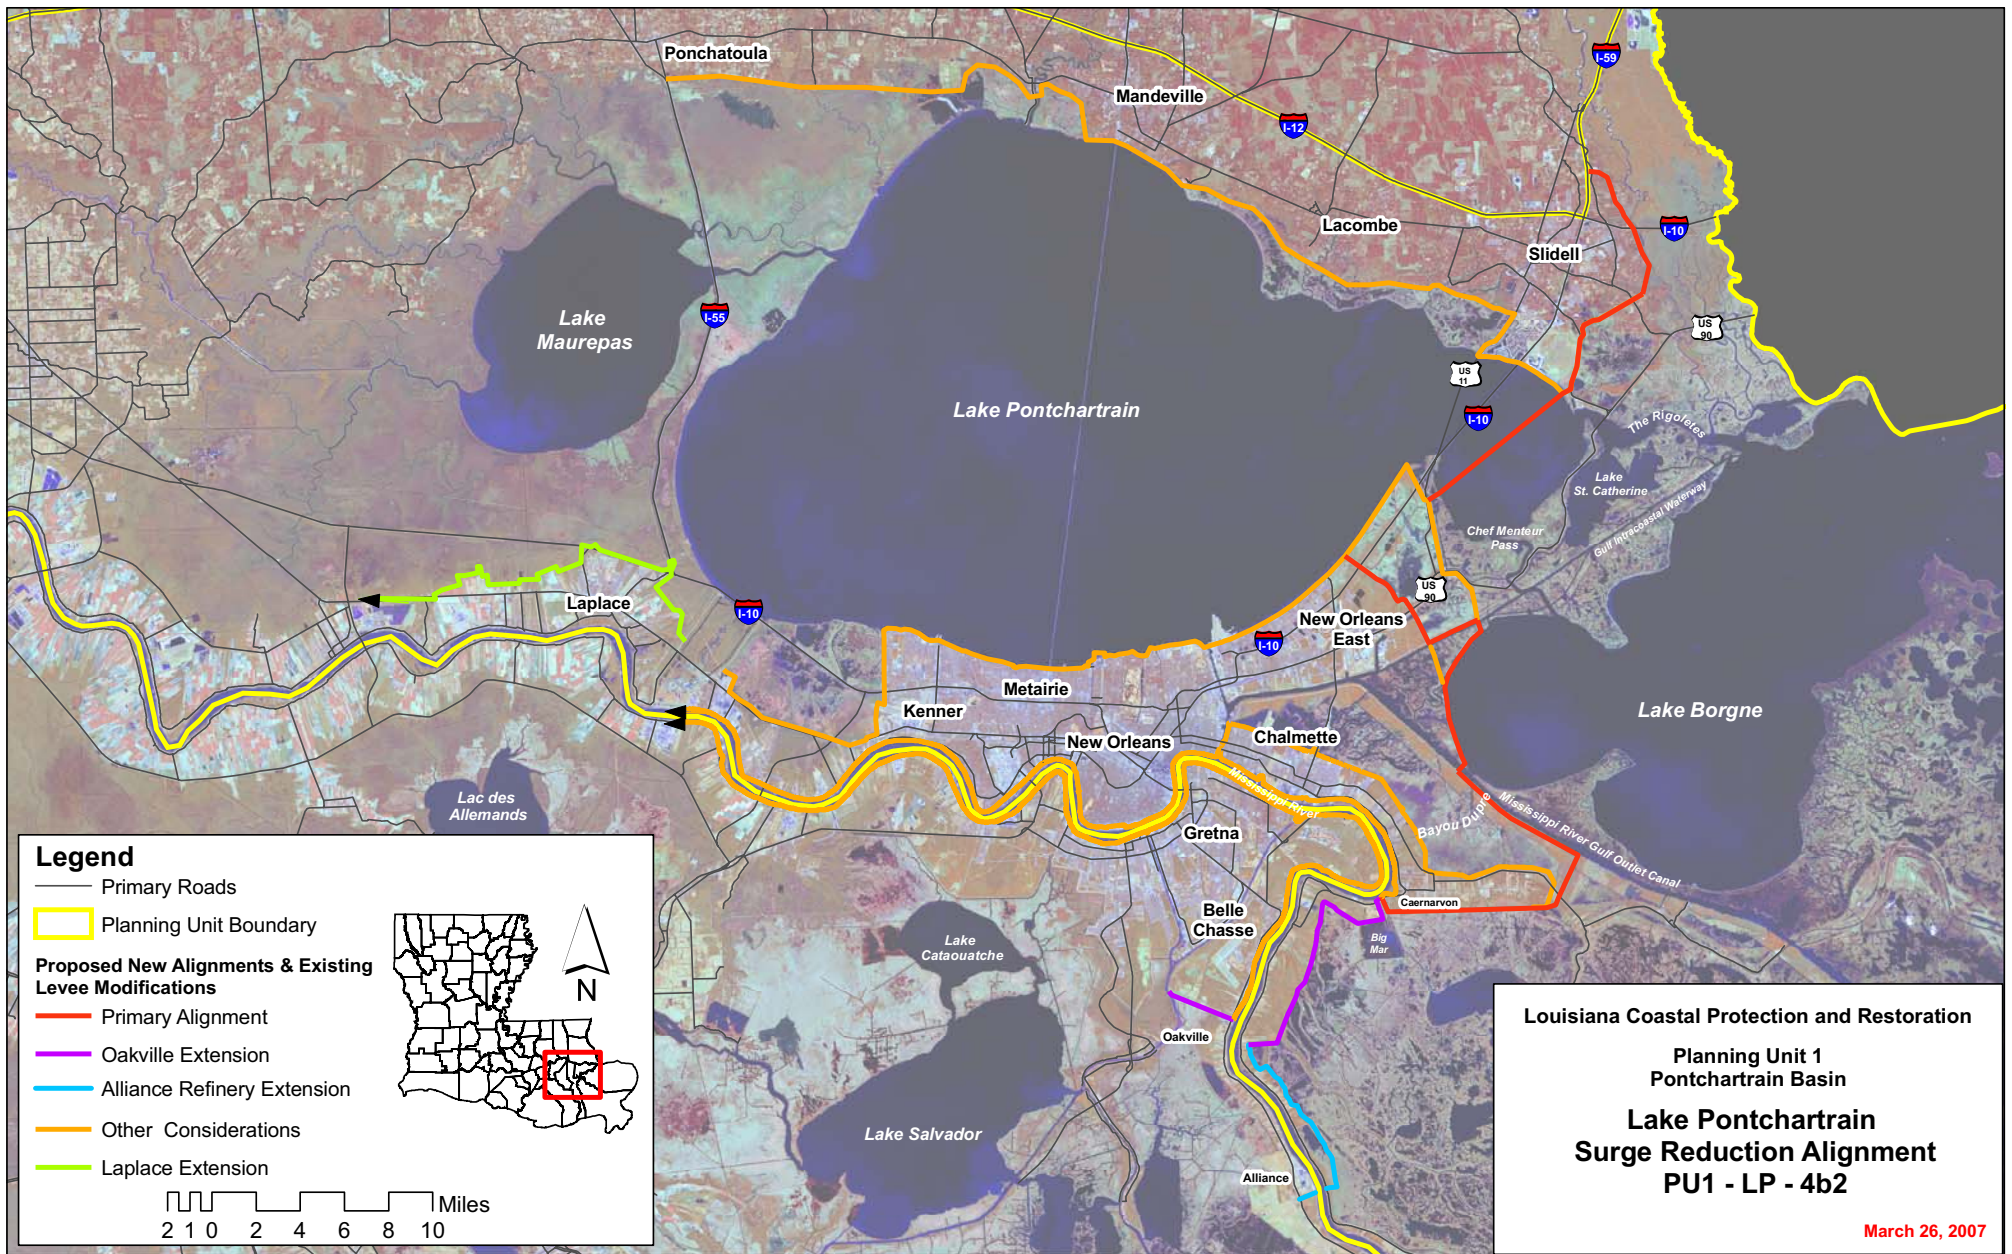 Ponchatoula
Mandeville
I-59
I-12
Lacombe
I-10
Slidell
Lake
Maurepas
I-55
US
90
US
11
Lake Pontchartrain
I-10
The Rigoletes
Lake
St. Catherine
Gulf Intracoastal Waterway
Chef Menteur
Pass
US
90
Laplace
I-10
New Orleans
East
I-10
Metairie
Kenner
Lake Borgne
New Orleans
Chalmette
Mississippi River
Lac des
Allemands
Bayou Dupre
Mississippi River Gulf Outlet Canal
Gretna
Caernarvon
Belle
Chasse
Big
Mar
Lake
Cataouatche
Oakville
Lake Salvador
Alliance
Legend
Primary Roads
Planning Unit Boundary
Proposed New Alignments & Existing
Levee Modifications
Primary Alignment
Oakville Extension
Alliance Refinery Extension
Other Considerations
Laplace Extension
N
Miles
2 1 0 2 4 6 8 10
Louisiana Coastal Protection and Restoration
Planning Unit 1
Pontchartrain Basin
Lake Pontchartrain
Surge Reduction Alignment
PU1 - LP - 4b2
March 26, 2007